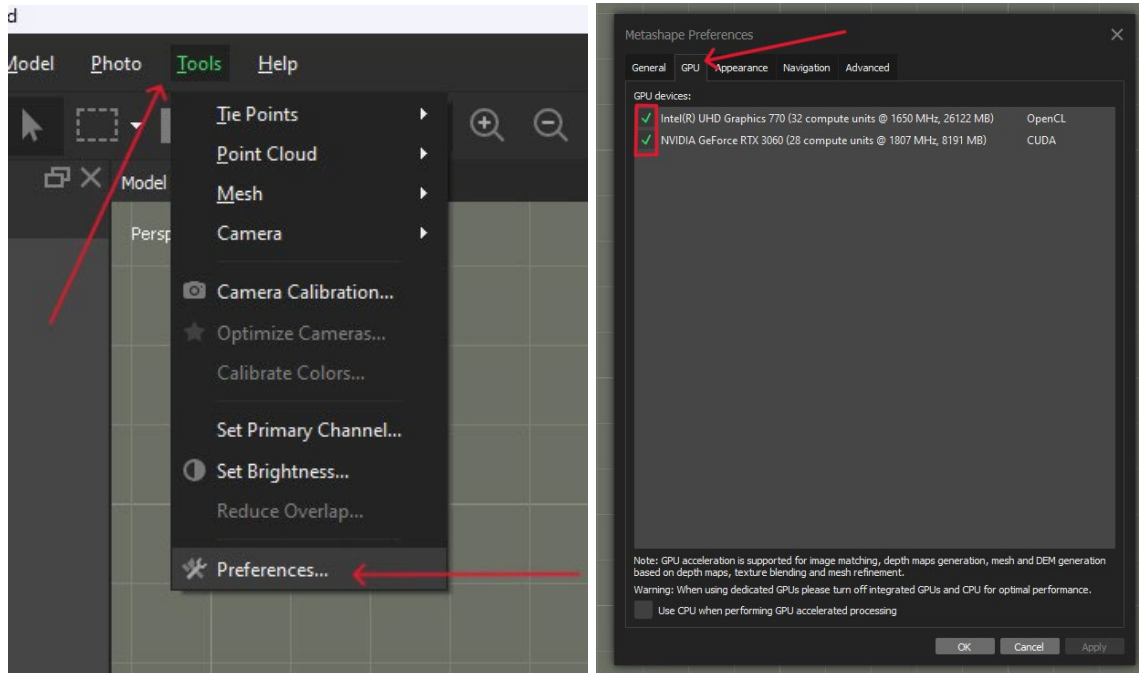 d
Model Photo Tools Help
Tie Points
Point Cloud
Model
Mesh
Camera
Camera Calibration...
Optimize Cameras...
Calibrate Colors...
Set Primary Channel...
Set Brightness...
Reduce Overlap...
Preferences...
Metashape Preferences
General GPU Appearance Navigation Advanced
GPU devices:
Intel(R) UHD Graphics 770 (32 compute units @ 1650 MHz, 26122 MB) OpenCL
NVIDIA GeForce RTX 3060 (28 compute units @ 1807 MHz, 8191 MB) CUDA
Note: GPU acceleration is supported for image matching, depth maps generation, mesh and DEM generation
based on depth maps, texture blending and mesh refinement.
Warning: When using dedicated GPUs please turn off integrated GPUs and CPU for optimal performance.
Use CPU when performing GPU accelerated processing
OK Cancel Apply